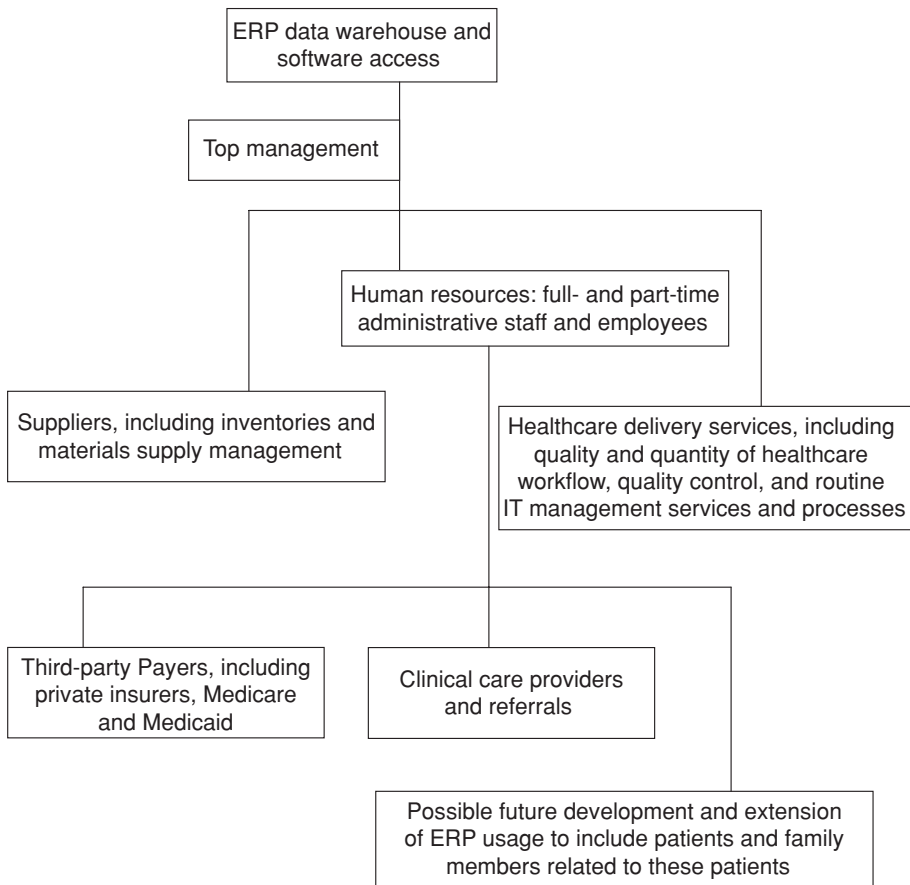 ERP data warehouse and
software access
Top management
Human resources: full- and part-time
administrative staff and employees
Suppliers, including inventories and
materials supply management
Healthcare delivery services, including
quality and quantity of healthcare
workflow, quality control, and routine
IT management services and processes
Third-party Payers, including
private insurers, Medicare
and Medicaid
Clinical care providers
and referrals
Possible future development and extension
of ERP usage to include patients and family
members related to these patients